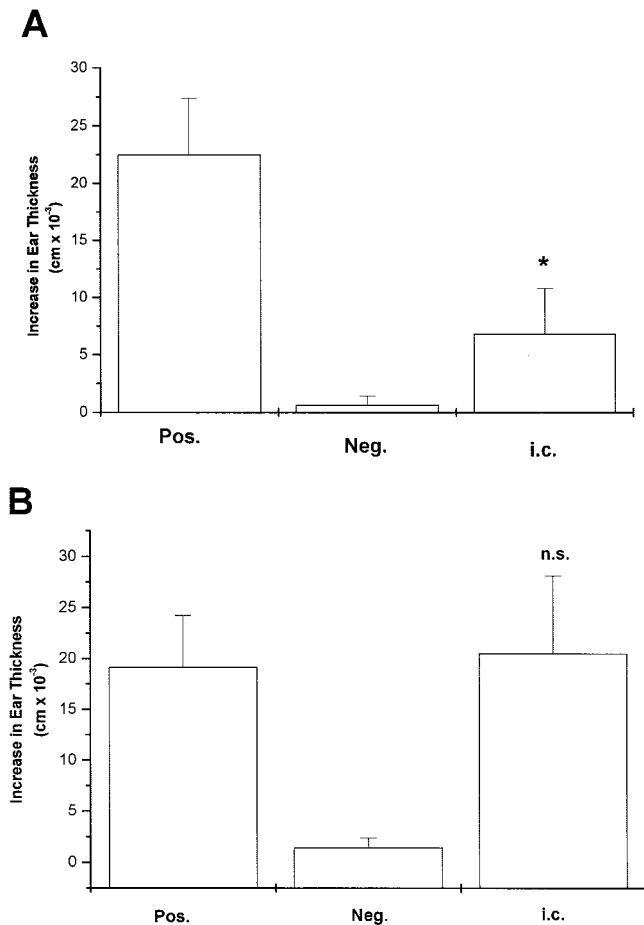 A
30
25
20
15
10
5
0
Increase in Ear Thickness
(cm x 10⁻³)
*
Pos.
Neg.
i.c.
B
30
25
20
15
10
5
0
Increase in Ear Thickness
(cm x 10⁻³)
n.s.
Pos.
Neg.
i.c.